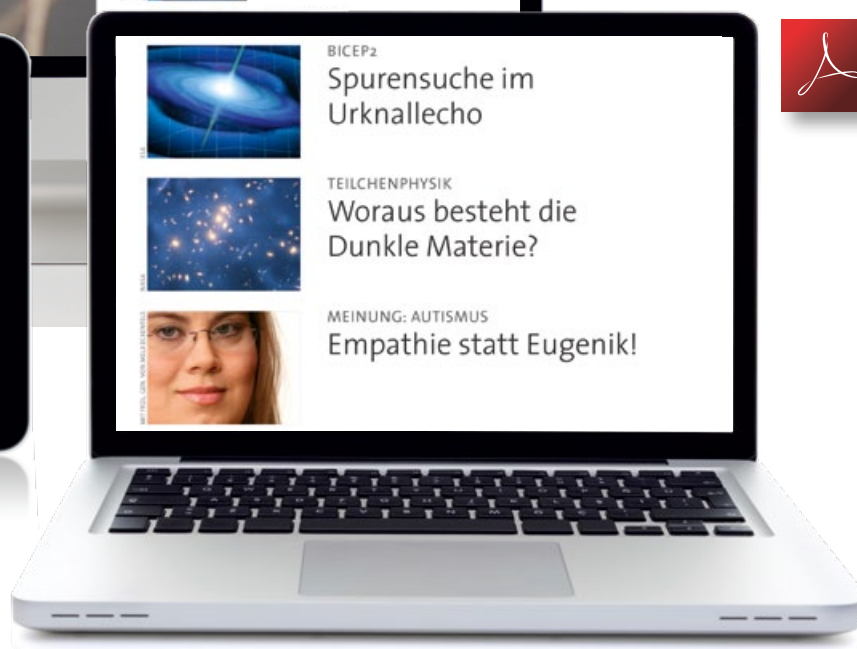 BICEP2
Spurensuche im
Urknallecho
TEILCHENPHYSIK
Woraus besteht die
Dunkle Materie?
MEINUNG: AUTISMUS
Empathie statt Eugenik!